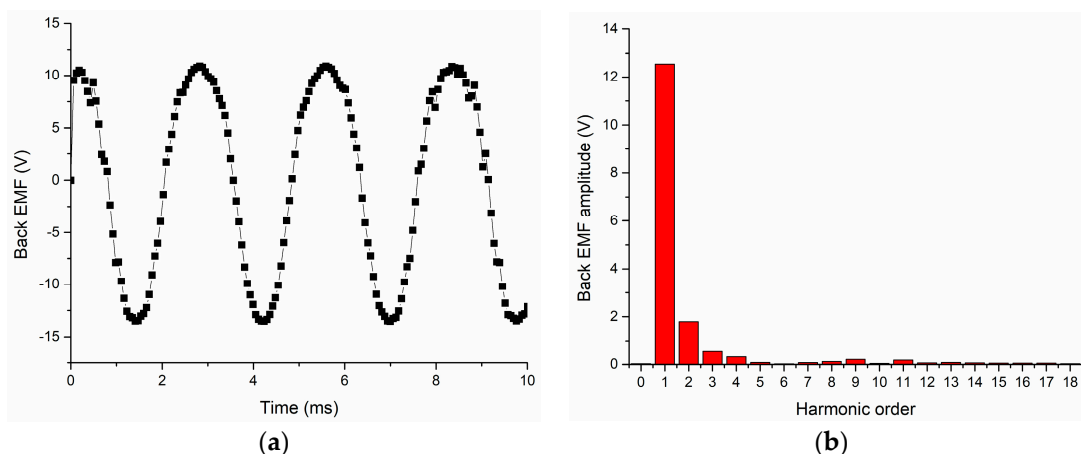 15
10
5
0
-5
-10
-15
Back EMF (V)
0 2 4 6 8 10
Time (ms)
(a)
14
12
10
8
6
4
2
0
Back EMF amplitude (V)
0 1 2 3 4 5 6 7 8 9 10 11 12 13 14 15 16 17 18
Harmonic order
(b)